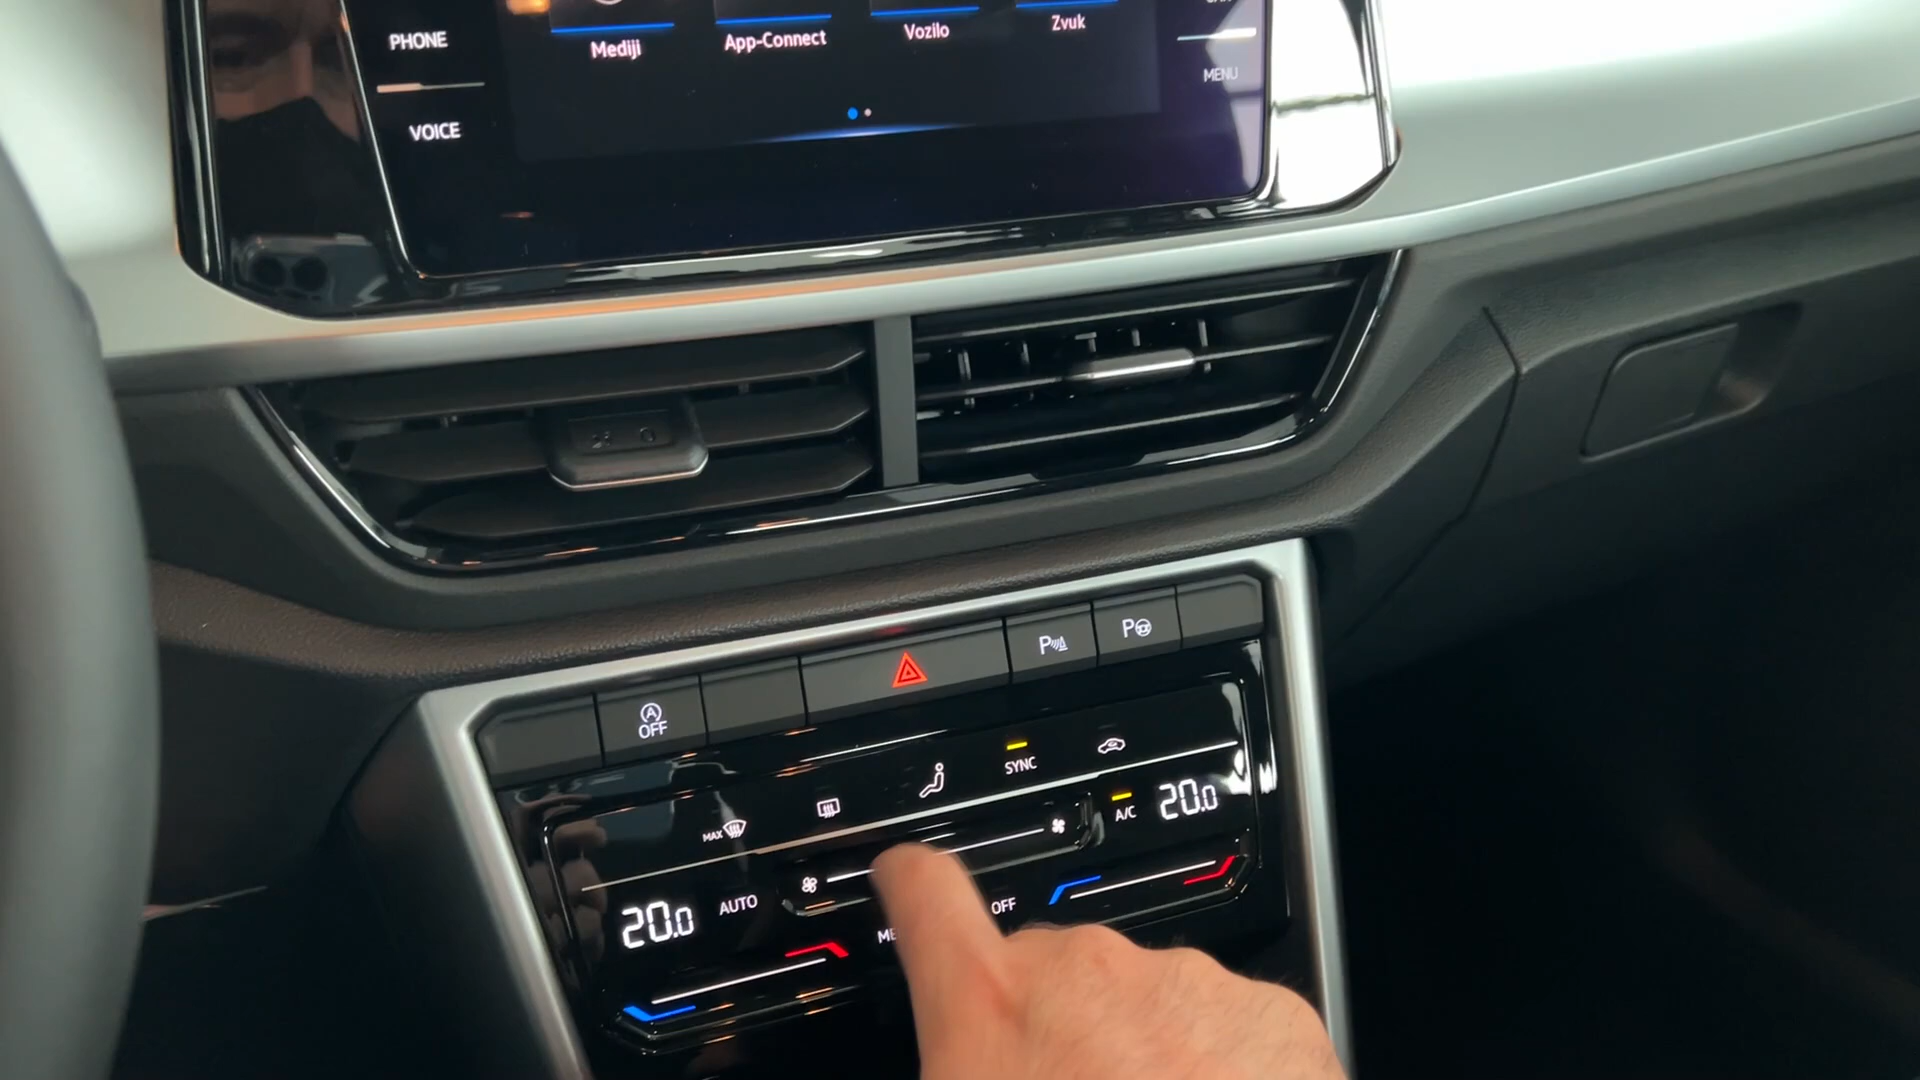 PHONE
VOICE
Mediji
App-Connect
Vozilo
Zvuk
MENU
P
P
A
OFF
SYNC
MAX
A/C
20.0
AUTO
20.0
OFF